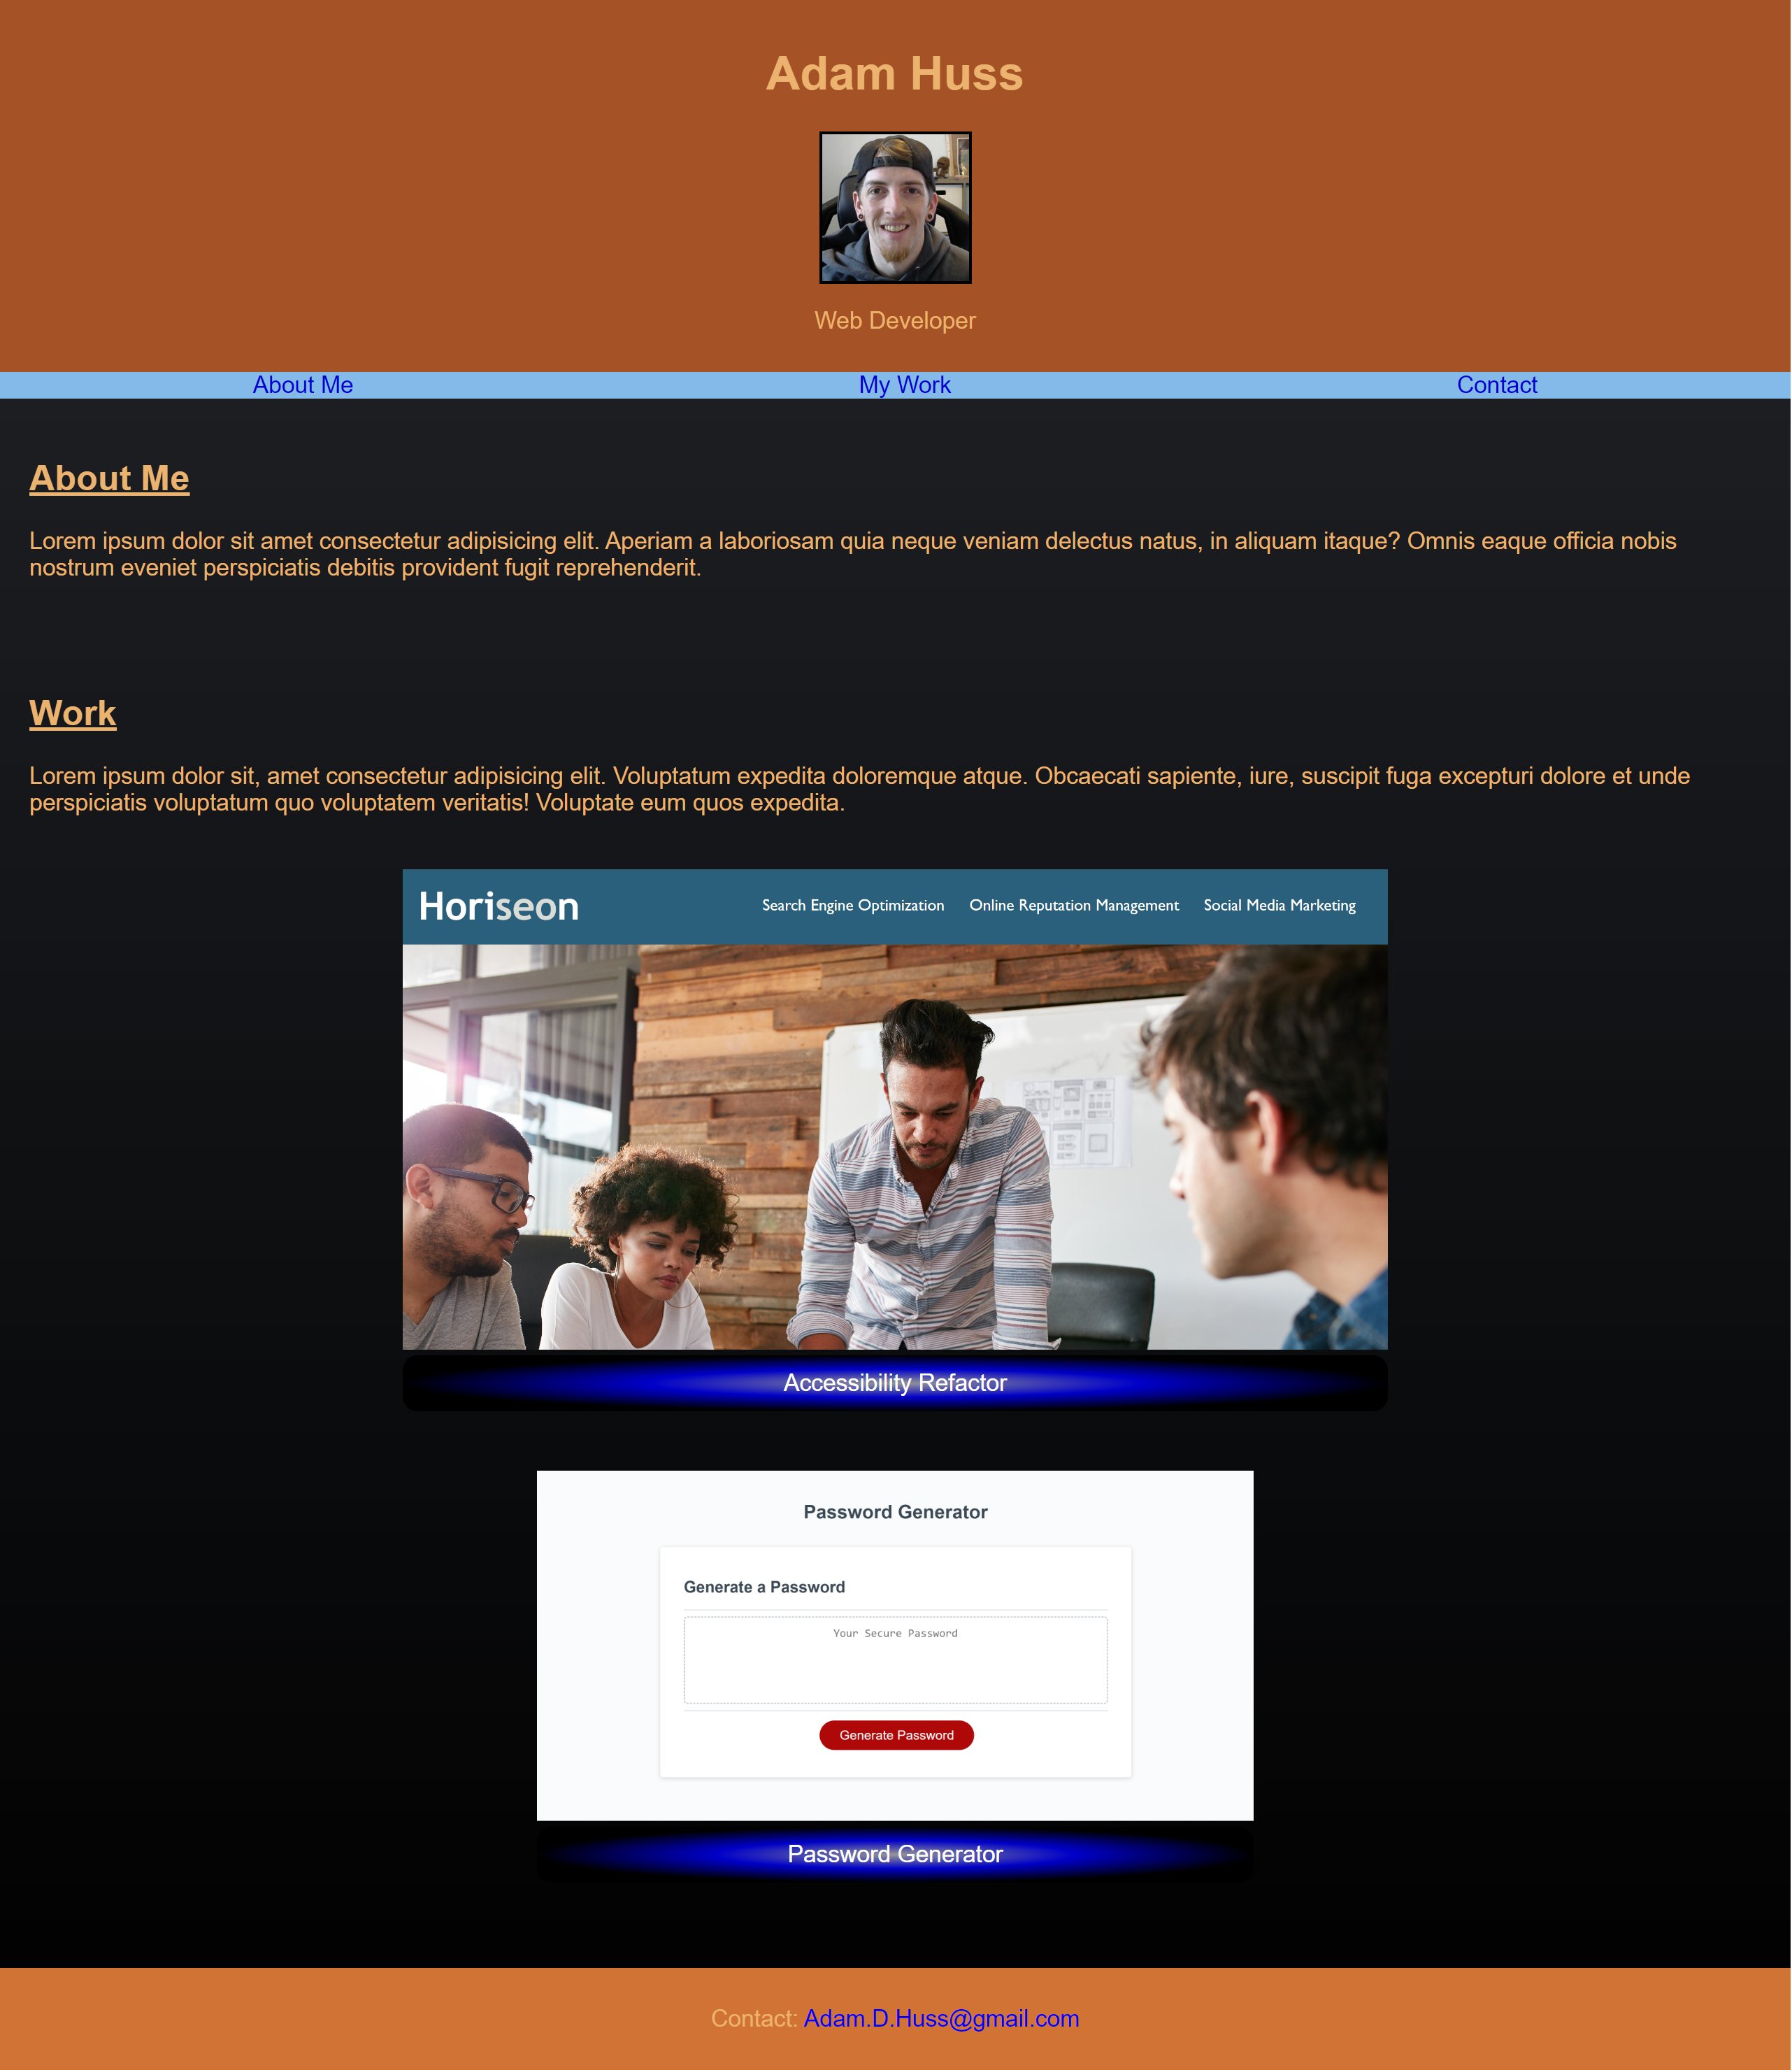 Adam Huss
Web Developer
About Me
My Work
Contact
About Me
Lorem ipsum dolor sit amet consectetur adipisicing elit. Aperiam a laboriosam quia neque veniam delectus natus, in aliquam itaque? Omnis eaque officia nobis
nostrum eveniet perspiciatis debitis provident fugit reprehenderit.
Work
Lorem ipsum dolor sit, amet consectetur adipisicing elit. Voluptatum expedita doloremque atque. Obcaecati sapiente, iure, suscipit fuga excepturi dolore et unde
perspiciatis voluptatum quo voluptatem veritatis! Voluptate eum quos expedita.
Horiseon
Search Engine Optimization
Online Reputation Management
Social Media Marketing
Accessibility Refactor
Password Generator
Generate a Password
Your Secure Password
Generate Password
Password Generator
Contact: Adam.D.Huss@gmail.com